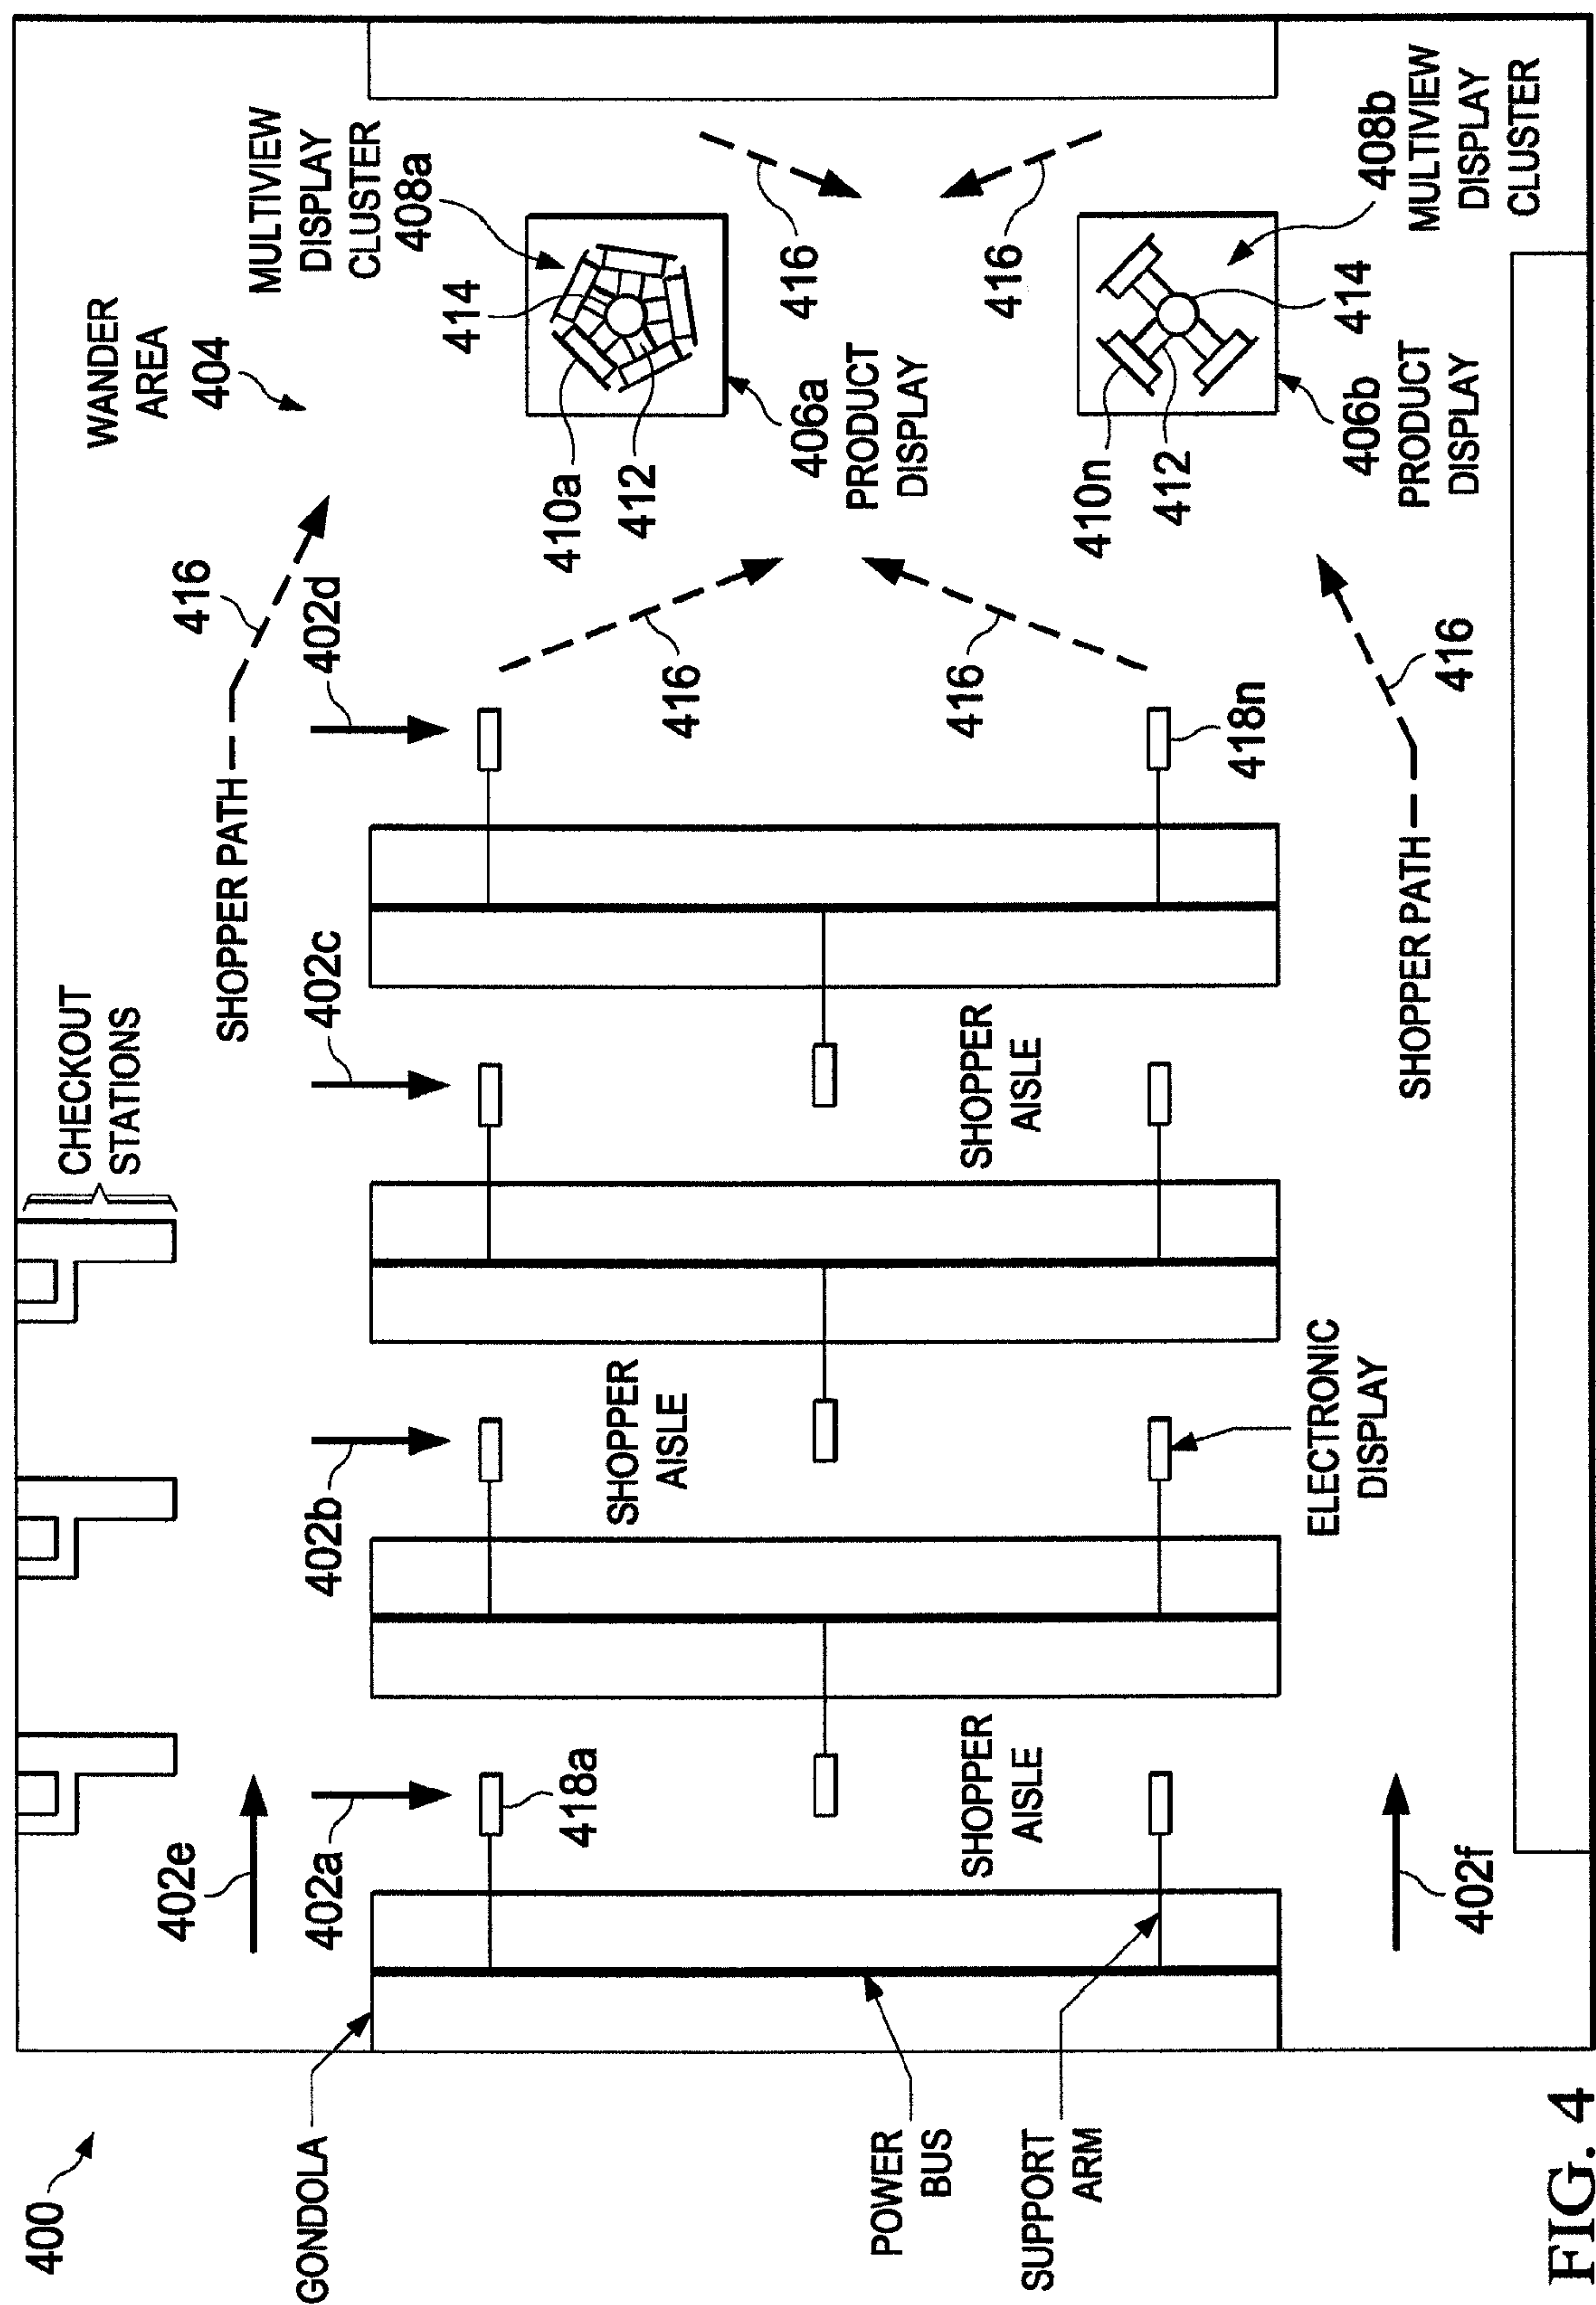 400
CHECKOUT
STATIONS
WANDER
AREA
404
MULTIVIEW
DISPLAY
CLUSTER
408a
402e
402a
402b
402c
402d
SHOPPER PATH
416
414
410a
412
406a
PRODUCT
DISPLAY
416
416
416
416
GONDOLA
418a
SHOPPER
AISLE
SHOPPER
AISLE
SHOPPER
AISLE
418n
410n
412
414
406b
PRODUCT
DISPLAY
408b
MULTIVIEW
DISPLAY
CLUSTER
POWER
BUS
SUPPORT
ARM
402f
ELECTRONIC
DISPLAY
SHOPPER PATH
416
FIG. 4